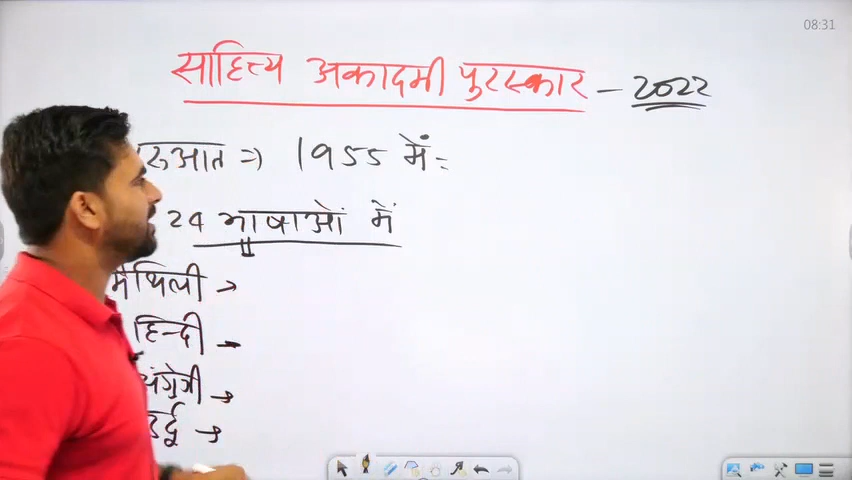 08:31
साहित्य अकादमी पुरस्कार – 2022
रुआत ⇒ 1955 में :
24 भाषाओं में
मैथिली →
हिन्दी –
अंग्रेजी →
उर्दू →